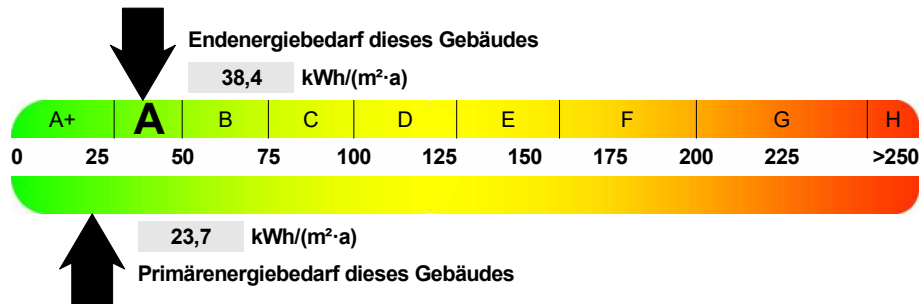 Endenergiebedarf dieses Gebäudes
38,4 kWh/(m²·a)
A+ A B C D E F G H
0 25 50 75 100 125 150 175 200 225 >250
23,7 kWh/(m²·a)
Primärenergiebedarf dieses Gebäudes